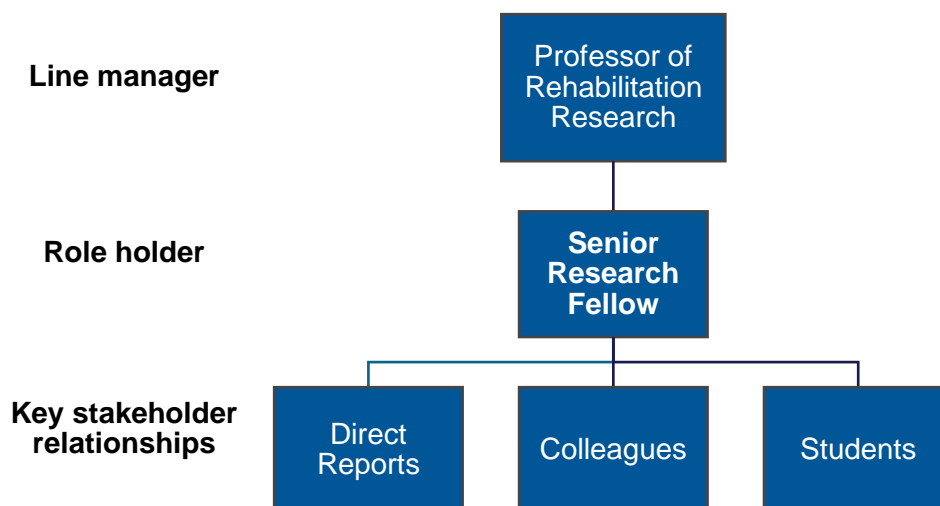 Line manager
Professor of
Rehabilitation
Research
Role holder
Senior
Research
Fellow
Key stakeholder
relationships
Direct
Reports
Colleagues
Students